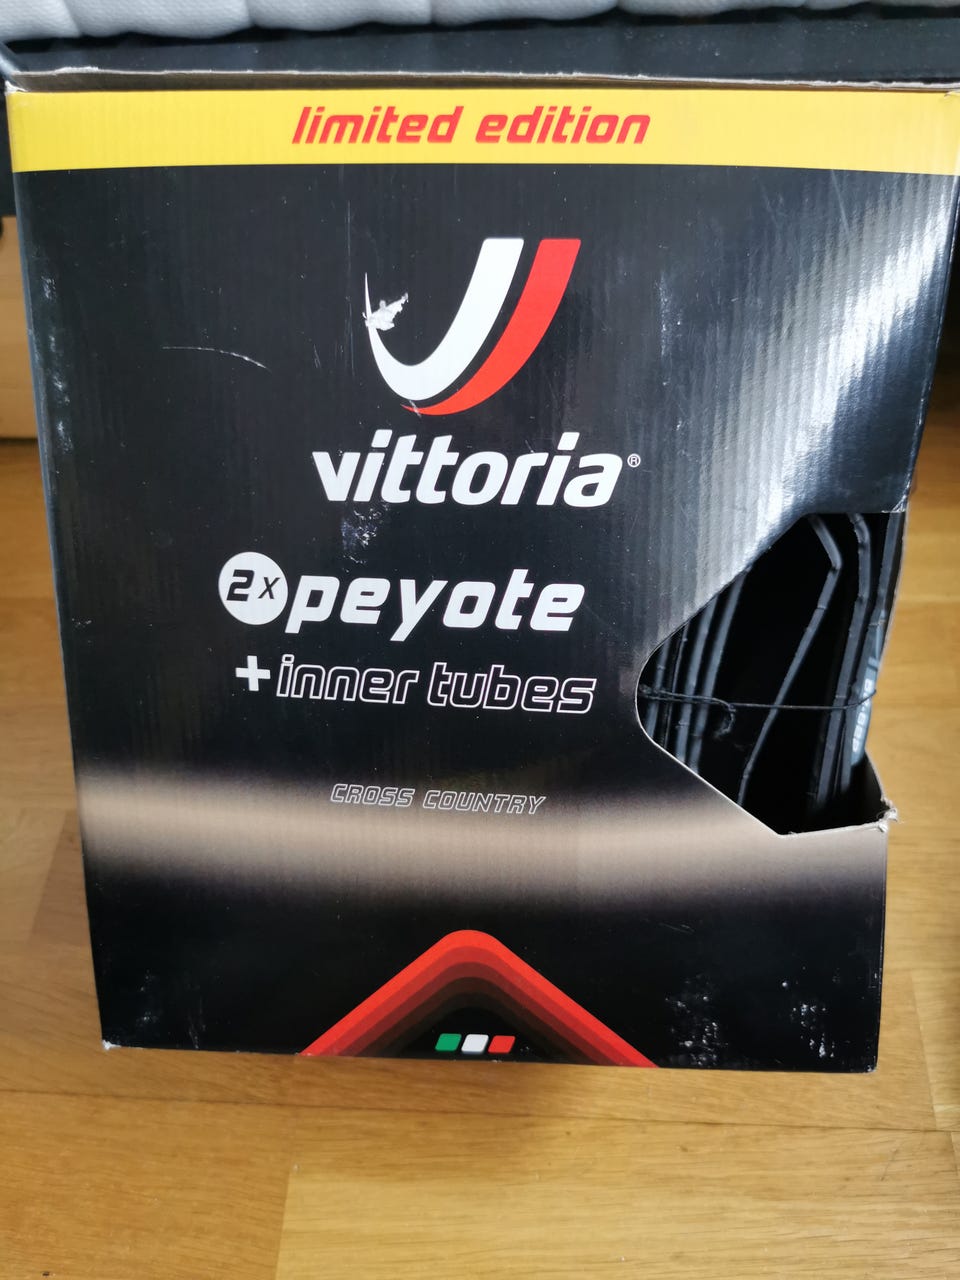 limited edition
vittoria®
2x peyote
+ inner tubes
CROSS COUNTRY